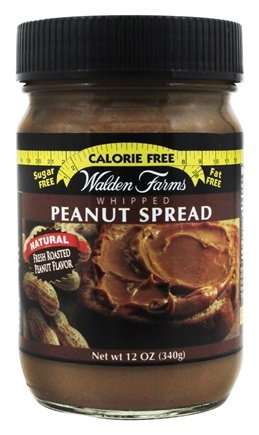 CALORIE FREE
Sugar
FREE
Fat
FREE
Walden Farms
WHIPPED
PEANUT SPREAD
NATURAL
FRESH ROASTED
PEANUT FLAVOR
Net wt 12 OZ (340g)